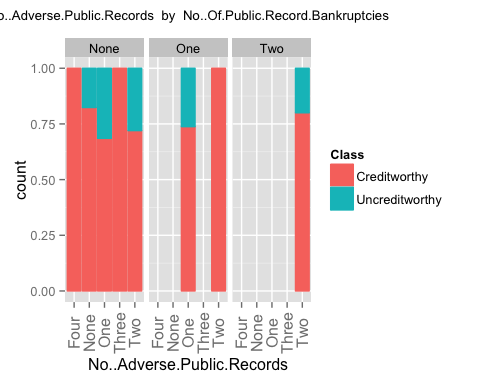 o..Adverse.Public.Records by No..Of.Public.Record.Bankruptcies
None One Two
1.00
0.75
0.50
0.25
0.00
count
Four None One Three Two Four None One Three Two Four None One Three Two
No..Adverse.Public.Records
Class
Creditworthy
Uncreditworthy